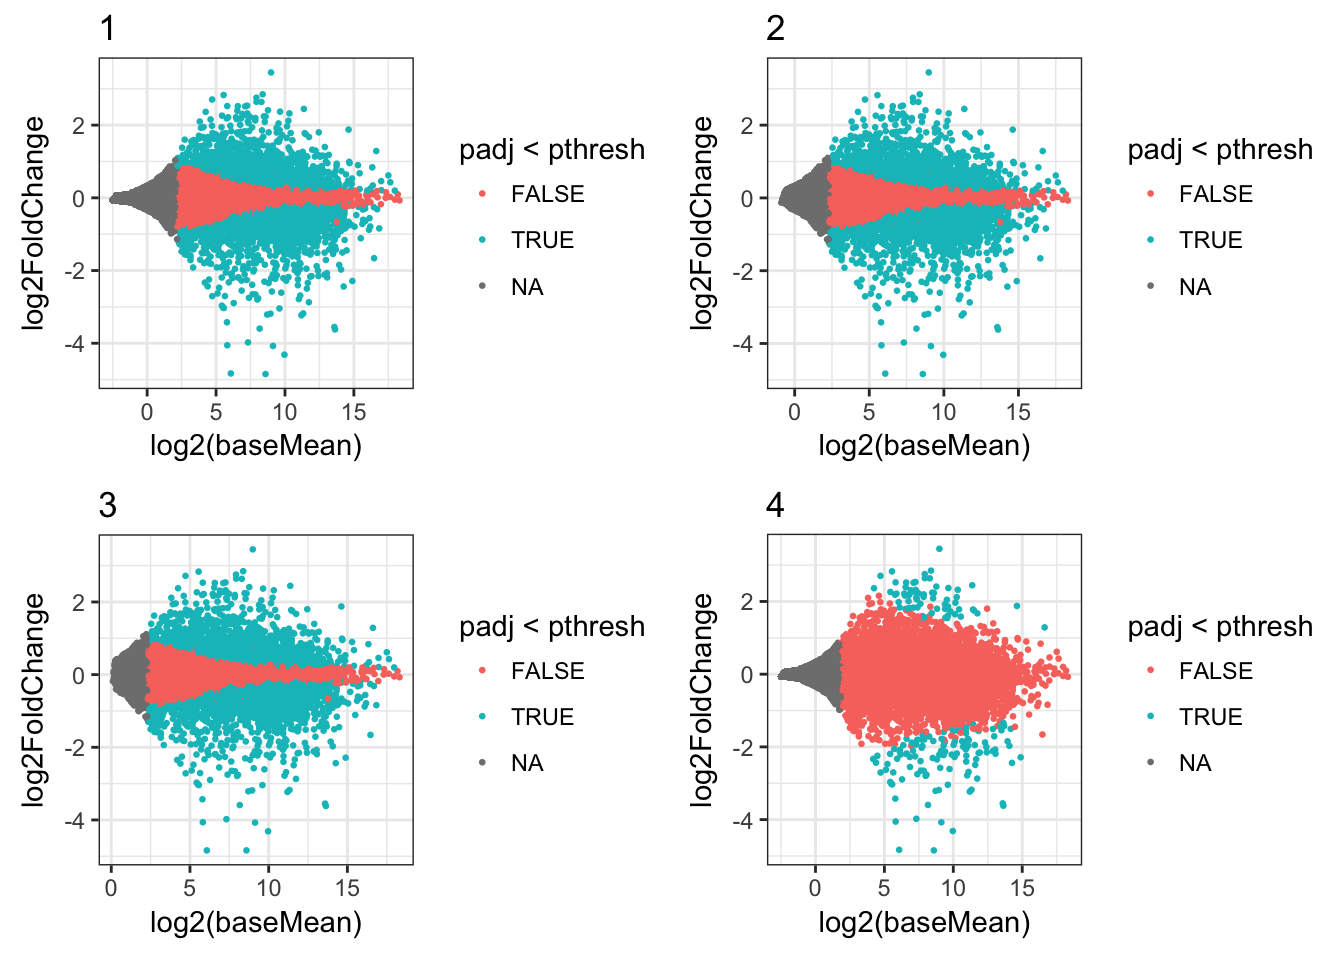 1
log2FoldChange
2
0
-2
-4
0 5 10 15
log2(baseMean)
padj < pthresh
FALSE
TRUE
NA
2
log2FoldChange
2
0
-2
-4
0 5 10 15
log2(baseMean)
padj < pthresh
FALSE
TRUE
NA
3
log2FoldChange
2
0
-2
-4
0 5 10 15
log2(baseMean)
padj < pthresh
FALSE
TRUE
NA
4
log2FoldChange
2
0
-2
-4
0 5 10 15
log2(baseMean)
padj < pthresh
FALSE
TRUE
NA